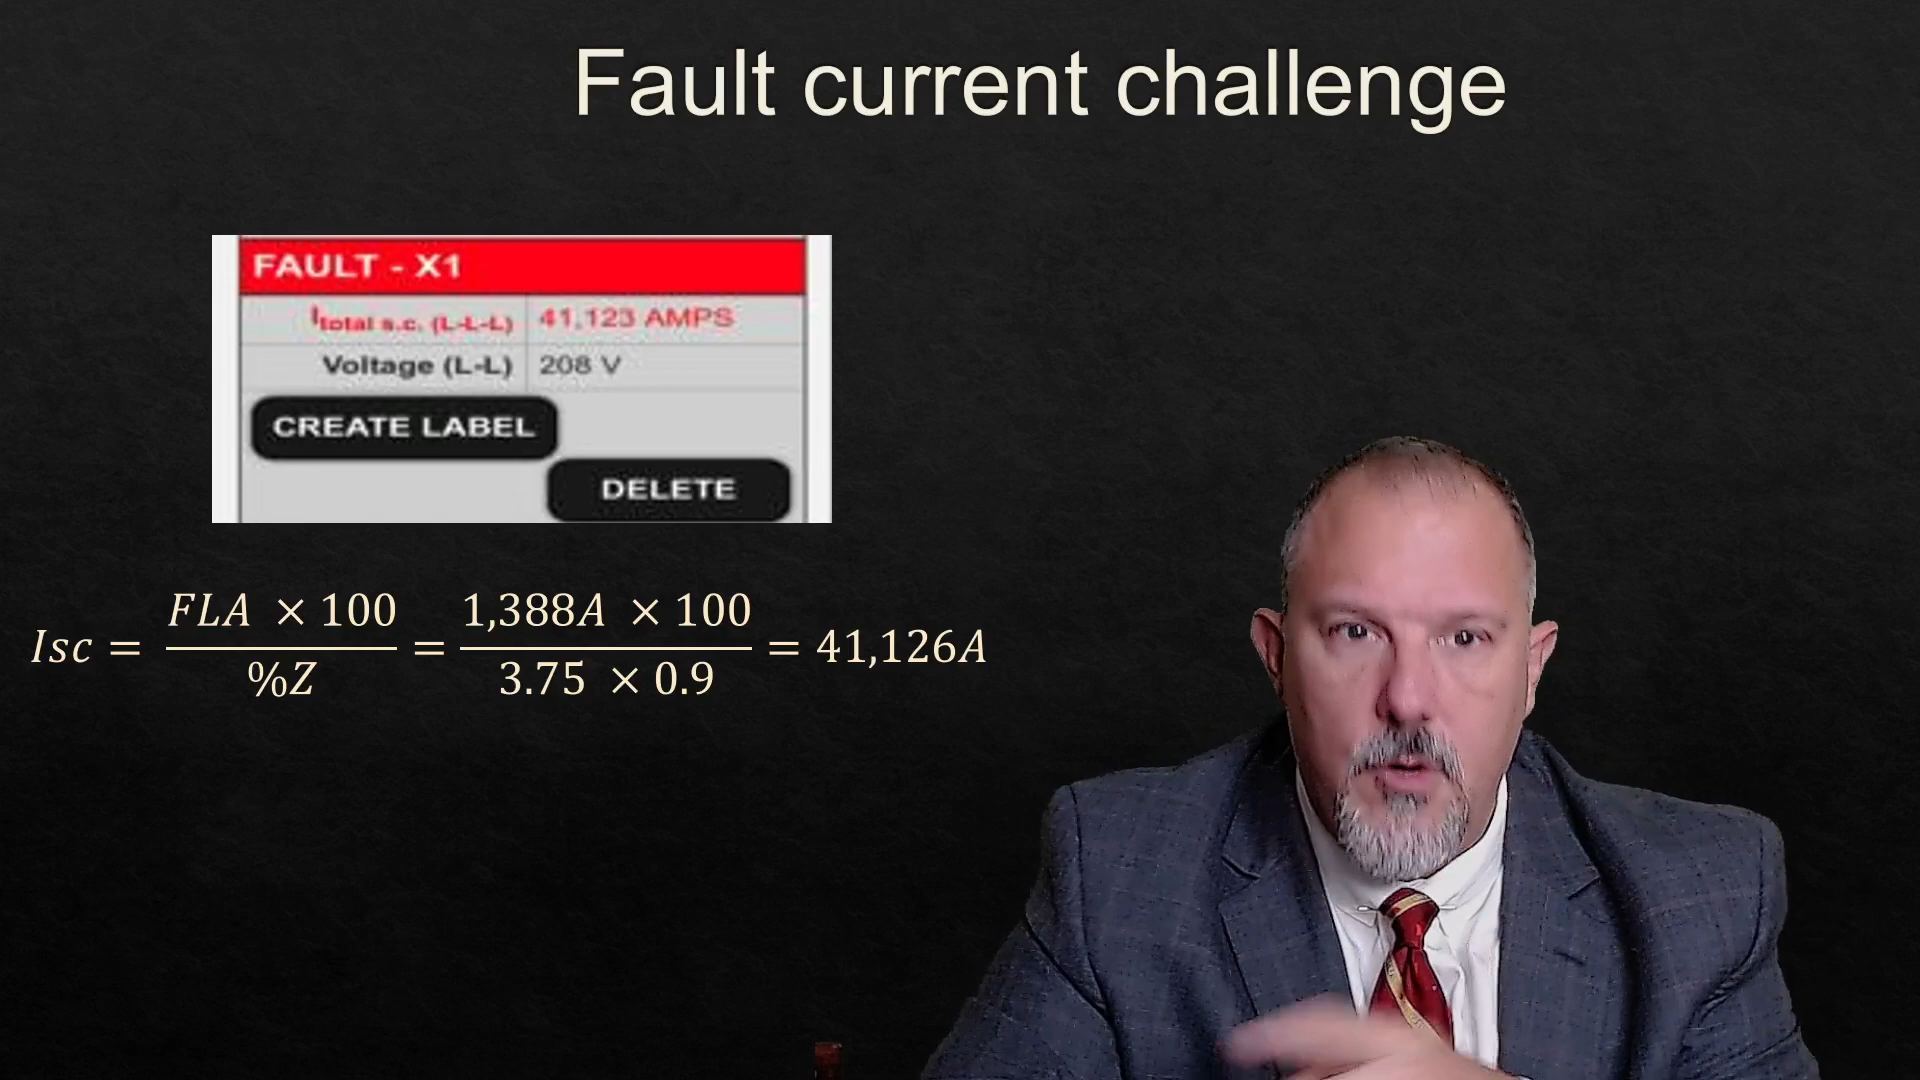 Fault current challenge
FAULT - X1
Itotal s.c. (L-L-L) 41,123 AMPS
Voltage (L-L) 208 V
CREATE LABEL
DELETE
Isc = FLA × 100 / %Z = 1,388A × 100 / 3.75 × 0.9 = 41,126A